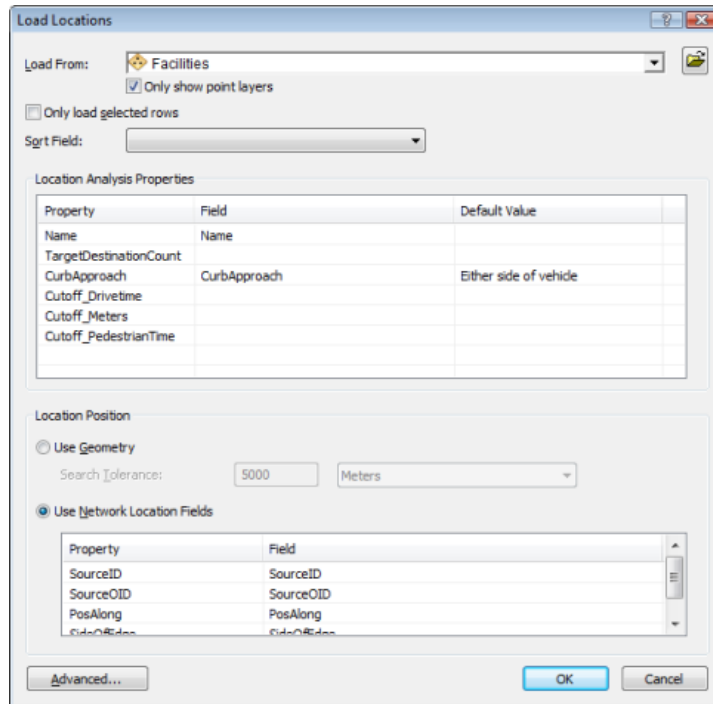 Load Locations
Load From: Facilities
Only show point layers
Only load selected rows
Sort Field:
Location Analysis Properties
Property Field Default Value
Name Name
TargetDestinationCount
CurbApproach CurbApproach Either side of vehicle
Cutoff_Drivetime
Cutoff_Meters
Cutoff_PedestrianTime
Location Position
Use Geometry
Search Tolerance: 5000 Meters
Use Network Location Fields
Property Field
SourceID SourceID
SourceOID SourceOID
PosAlong PosAlong
SideOfEdge SideOfEdge
Advanced... OK Cancel